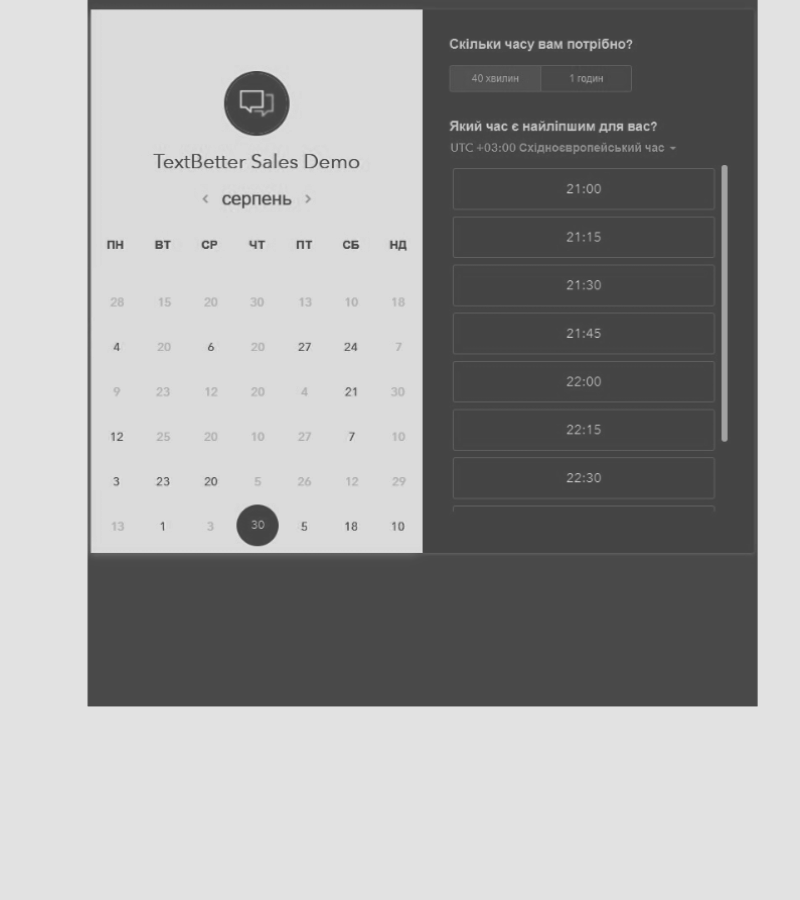 TextBetter Sales Demo
< серпень >
ПН ВТ СР ЧТ ПТ СБ НД
28 15 20 30 13 10 18
4 20 6 20 27 24 7
9 23 12 20 4 21 30
12 25 20 10 27 7 10
3 23 20 5 26 12 29
13 1 3 30 5 18 10
Скільки часу вам потрібно?
40 хвилин 1 годин
Який час є найліпшим для вас?
UTC +03:00 Східноєвропейський час
21:00
21:15
21:30
21:45
22:00
22:15
22:30